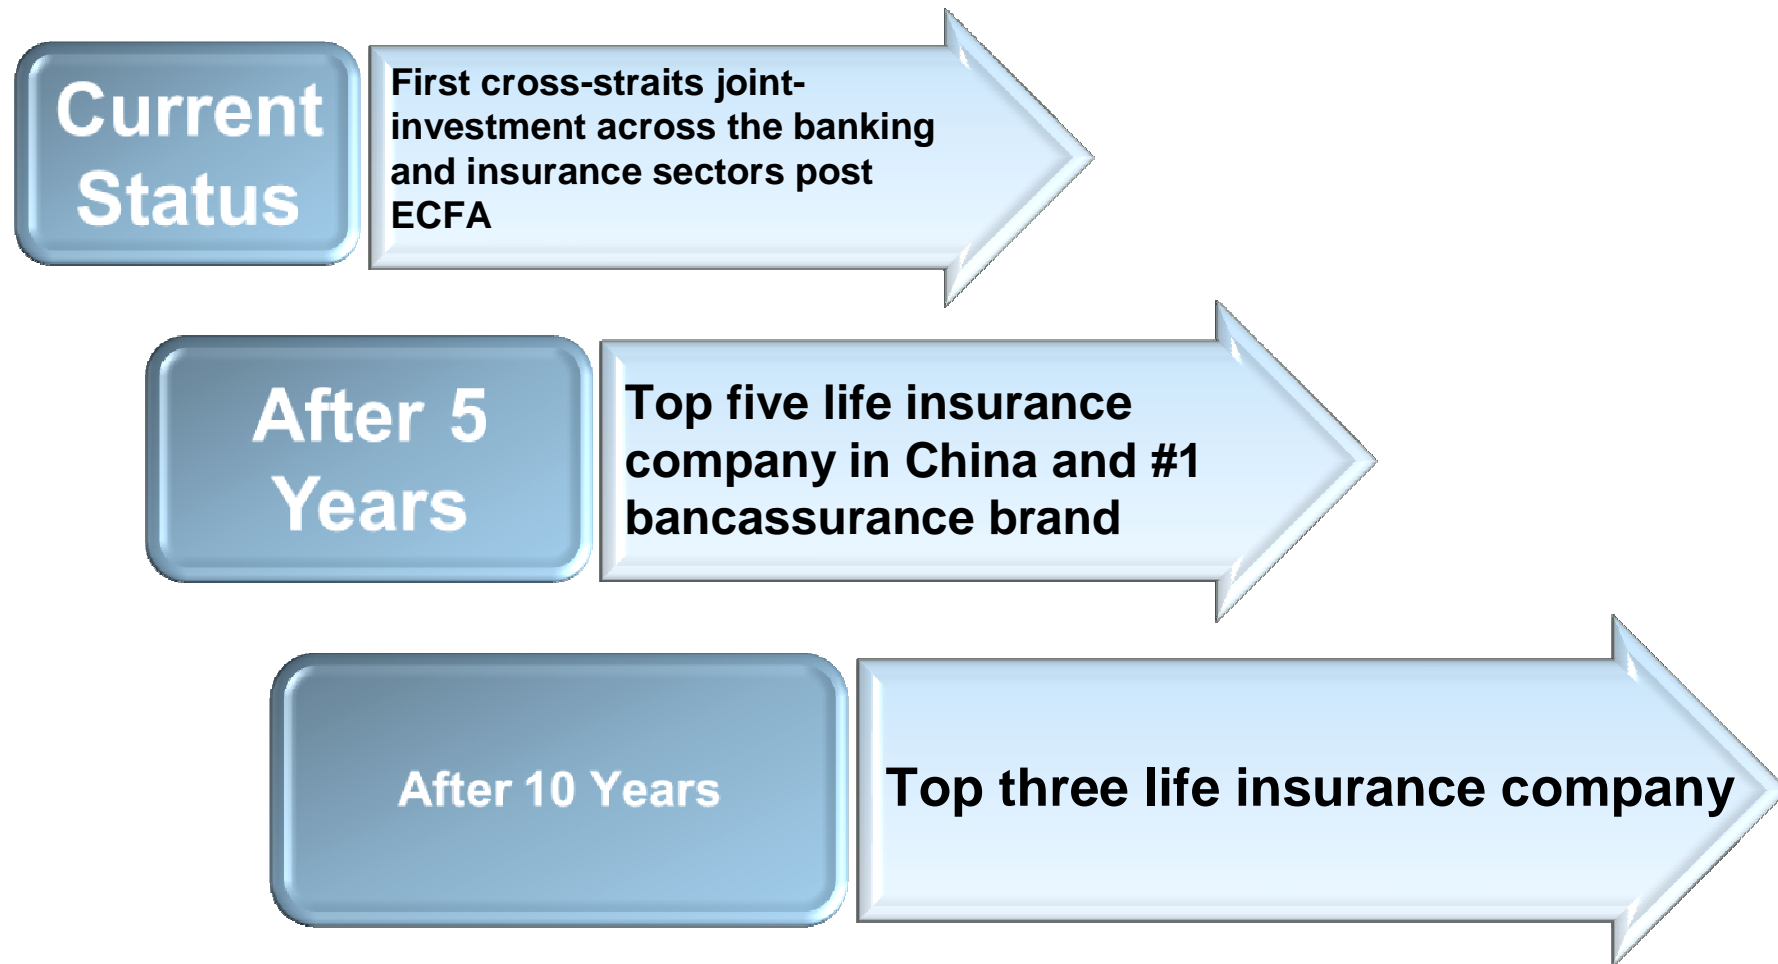 Current
Status
First cross-straits joint-
investment across the banking
and insurance sectors post
ECFA
After 5
Years
Top five life insurance
company in China and #1
bancassurance brand
After 10 Years
Top three life insurance company